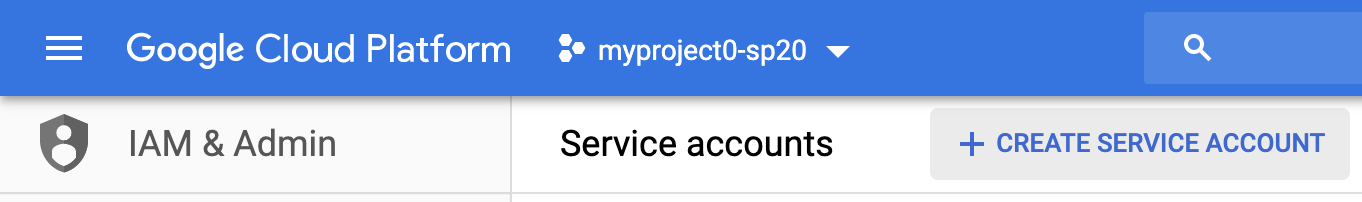 Google Cloud Platform myproject0-sp20
IAM & Admin Service accounts + CREATE SERVICE ACCOUNT